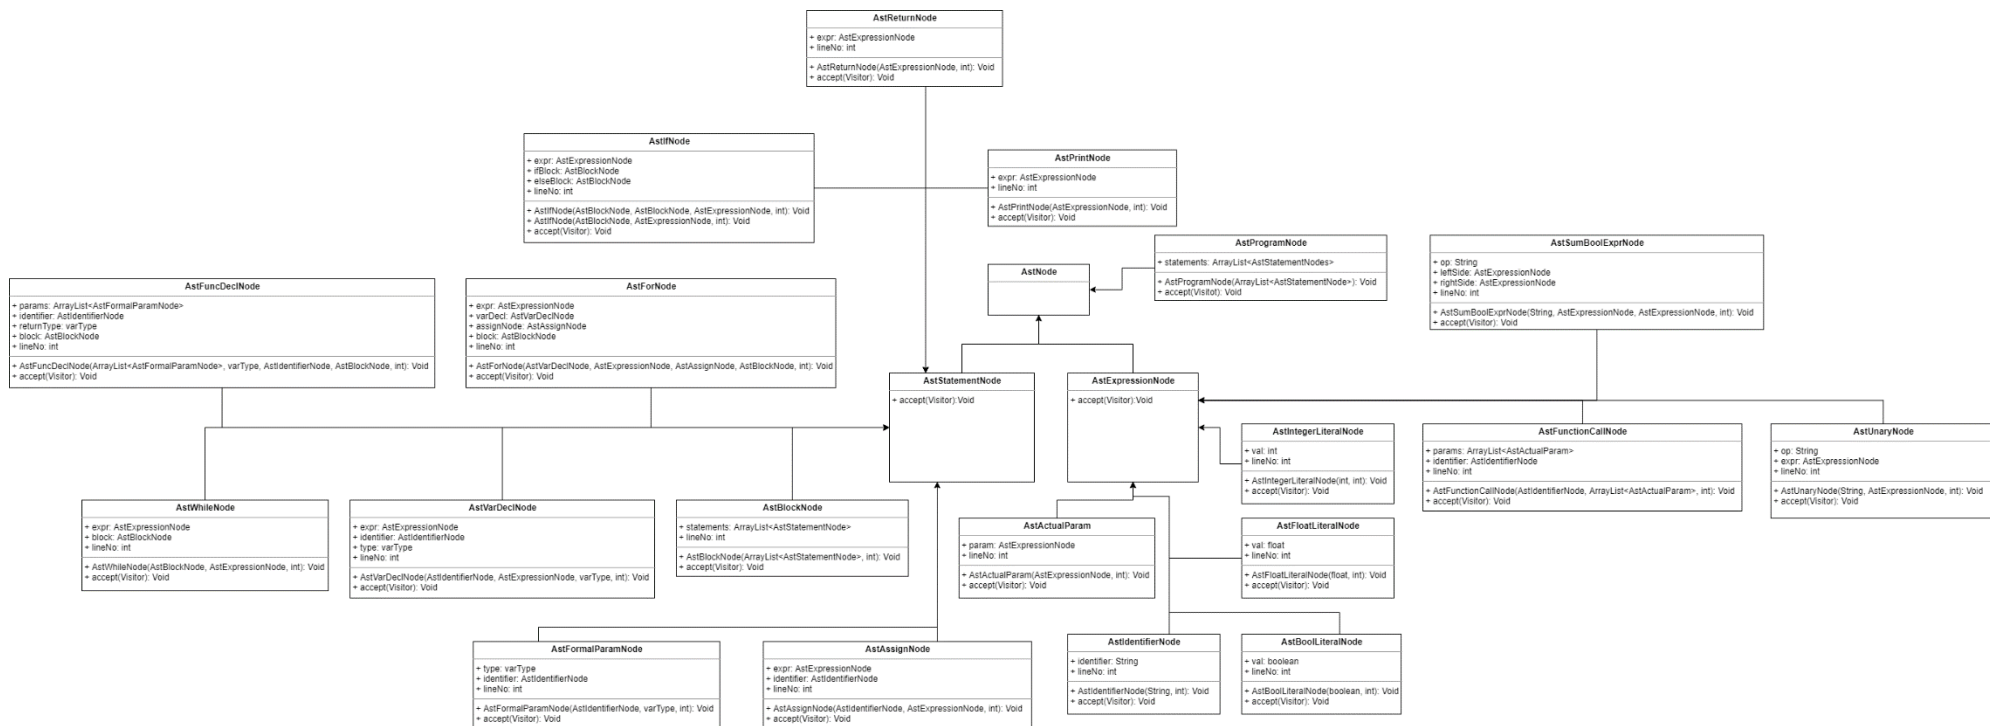 AstReturnNode
+ expr: AstExpressionNode
+ lineNo: int
+ AstReturnNode(AstExpressionNode, int): Void
+ accept(Visitor): Void
AstIfNode
+ expr: AstExpressionNode
+ ifBlock: AstBlockNode
+ elseBlock: AstBlockNode
+ lineNo: int
+ AstIfNode(AstBlockNode, AstBlockNode, AstExpressionNode, int): Void
+ AstIfNode(AstBlockNode, AstExpressionNode, int): Void
+ accept(Visitor): Void
AstPrintNode
+ expr: AstExpressionNode
+ lineNo: int
+ AstPrintNode(AstExpressionNode, int): Void
+ accept(Visitor): Void
AstProgramNode
+ statements: ArrayList<AstStatementNodes>
+ AstProgramNode(ArrayList<AstStatementNode>): Void
+ accept(Visitot): Void
AstSumBoolExprNode
+ op: String
+ leftSide: AstExpressionNode
+ rightSide: AstExpressionNode
+ lineNo: int
+ AstSumBoolExprNode(String, AstExpressionNode, AstExpressionNode, int): Void
+ accept(Visitor): Void
AstNode
AstFuncDeclNode
+ params: ArrayList<AstFormalParamNode>
+ identifier: AstIdentifierNode
+ returnType: varType
+ block: AstBlockNode
+ lineNo: int
+ AstFuncDeclNode(ArrayList<AstFormalParamNode>, varType, AstIdentifierNode, AstBlockNode, int): Void
+ accept(Visitor): Void
AstForNode
+ expr: AstExpressionNode
+ varDecl: AstVarDeclNode
+ assignNode: AstAssignNode
+ block: AstBlockNode
+ lineNo: int
+ AstForNode(AstVarDeclNode, AstExpressionNode, AstAssignNode, AstBlockNode, int): Void
+ accept(Visitor): Void
AstStatementNode
+ accept(Visitor):Void
AstExpressionNode
+ accept(Visitor):Void
AstIntegerLiteralNode
+ val: int
+ lineNo: int
+ AstIntegerLiteralNode(int, int): Void
+ accept(Visitor): Void
AstFunctionCallNode
+ params: ArrayList<AstActualParam>
+ identifier: AstIdentifierNode
+ lineNo: int
+ AstFunctionCallNode(AstIdentifierNode, ArrayList<AstActualParam>, int): Void
+ accept(Visitor): Void
AstUnaryNode
+ op: String
+ expr: AstExpressionNode
+ lineNo: int
+ AstUnaryNode(String, AstExpressionNode, int): Void
+ accept(Visitor): Void
AstWhileNode
+ expr: AstExpressionNode
+ block: AstBlockNode
+ lineNo: int
+ AstWhileNode(AstBlockNode, AstExpressionNode, int): Void
+ accept(Visitor): Void
AstVarDeclNode
+ expr: AstExpressionNode
+ identifier: AstIdentifierNode
+ type: varType
+ lineNo: int
+ AstVarDeclNode(AstIdentifierNode, AstExpressionNode, varType, int): Void
+ accept(Visitor): Void
AstBlockNode
+ statements: ArrayList<AstStatementNode>
+ lineNo: int
+ AstBlockNode(ArrayList<AstStatementNode>, int): Void
+ accept(Visitor): Void
AstActualParam
+ param: AstExpressionNode
+ lineNo: int
+ AstActualParam(AstExpressionNode, int): Void
+ accept(Visitor): Void
AstFloatLiteralNode
+ val: float
+ lineNo: int
+ AstFloatLiteralNode(float, int): Void
+ accept(Visitor): Void
AstFormalParamNode
+ type: varType
+ identifier: AstIdentifierNode
+ lineNo: int
+ AstFormalParamNode(AstIdentifierNode, varType, int): Void
+ accept(Visitor): Void
AstAssignNode
+ expr: AstExpressionNode
+ identifier: AstIdentifierNode
+ lineNo: int
+ AstAssignNode(AstIdentifierNode, AstExpressionNode, int): Void
+ accept(Visitor): Void
AstIdentifierNode
+ identifier: String
+ lineNo: int
+ AstIdentifierNode(String, int): Void
+ accept(Visitor): Void
AstBoolLiteralNode
+ val: boolean
+ lineNo: int
+ AstBoolLiteralNode(boolean, int): Void
+ accept(Visitor): Void